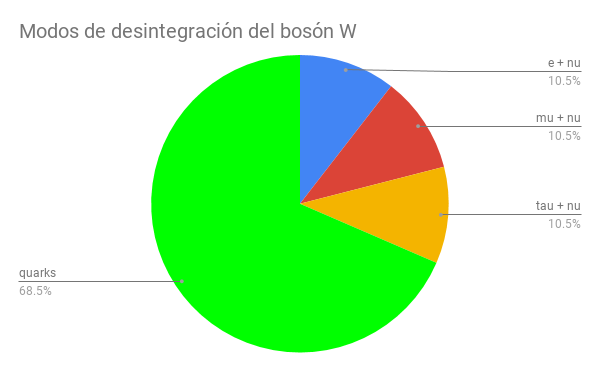 Modos de desintegración del bosón W
e + nu
10.5%
mu + nu
10.5%
tau + nu
10.5%
quarks
68.5%